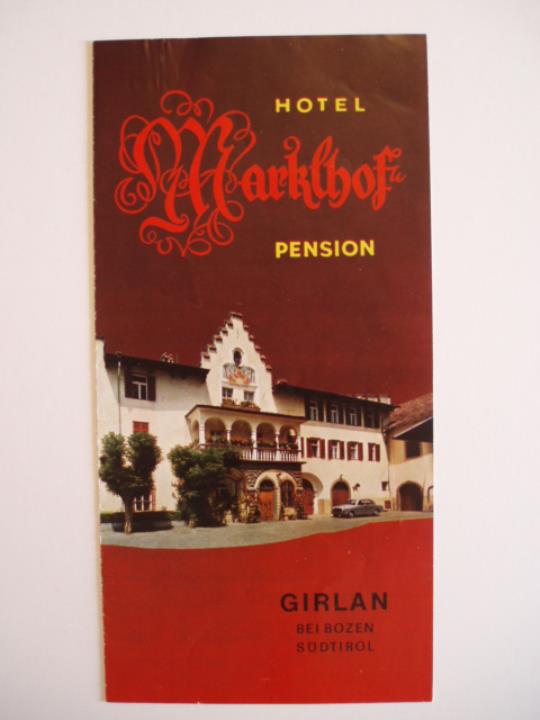 HOTEL
Marklhof
PENSION
GIRLAN
BEI BOZEN
SÜDTIROL